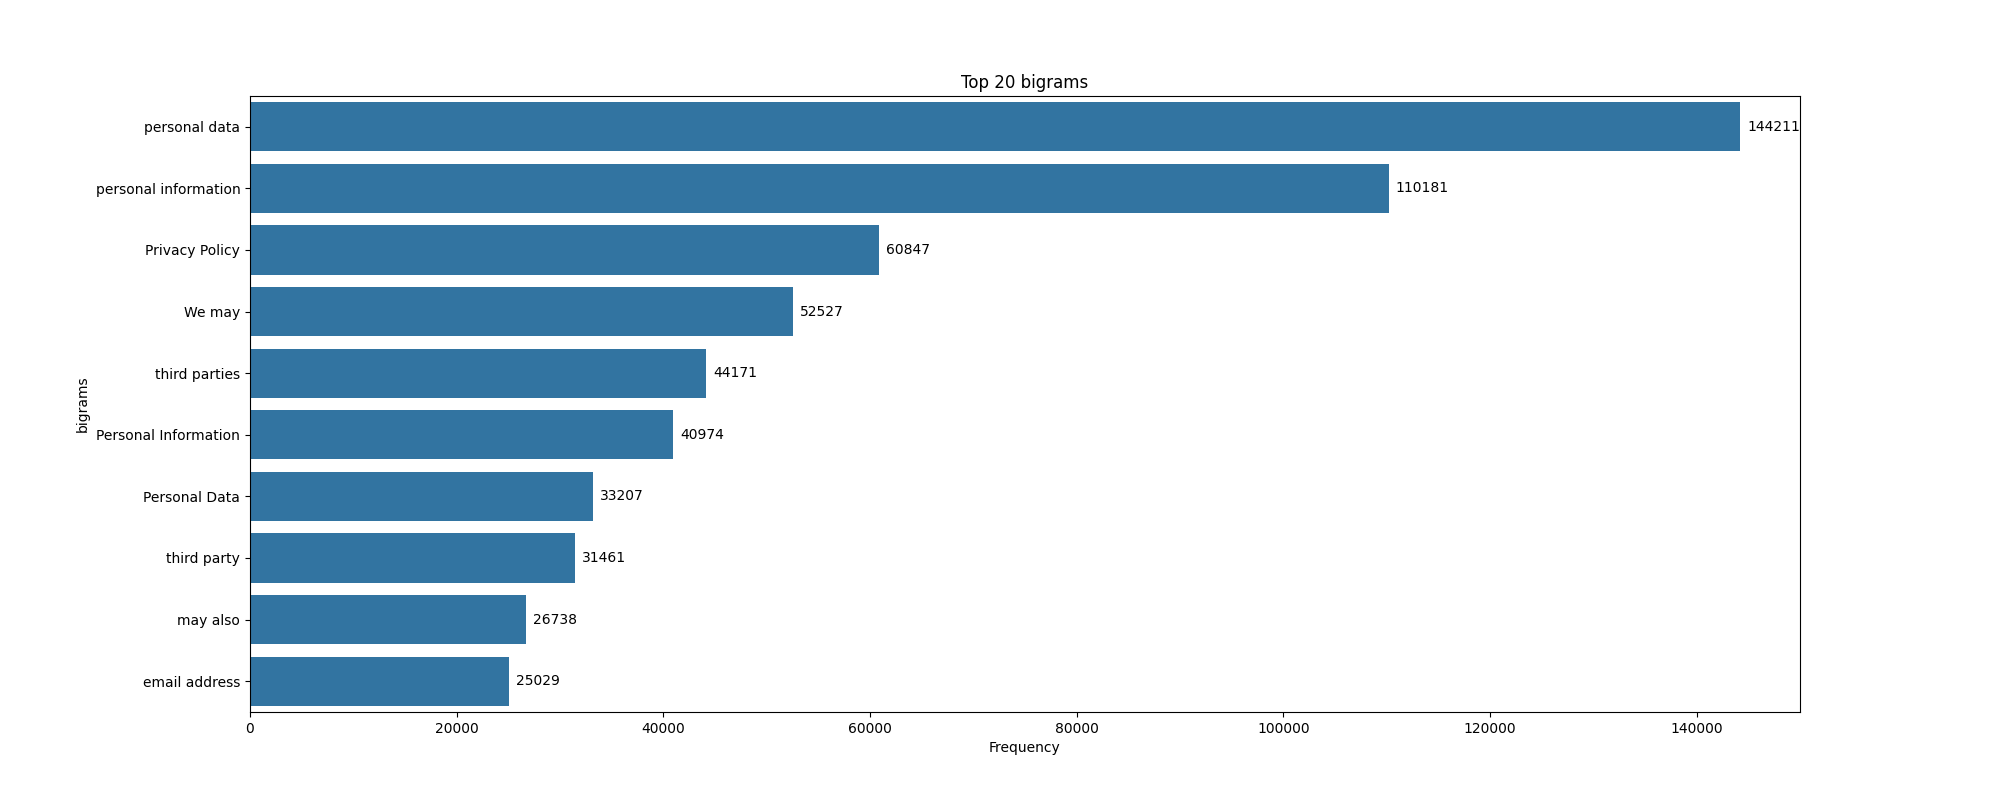 Top 20 bigrams
personal data 144211
personal information 110181
Privacy Policy 60847
We may 52527
third parties 44171
Personal Information 40974
Personal Data 33207
third party 31461
may also 26738
email address 25029
bigrams
0 20000 40000 60000 80000 100000 120000 140000
Frequency